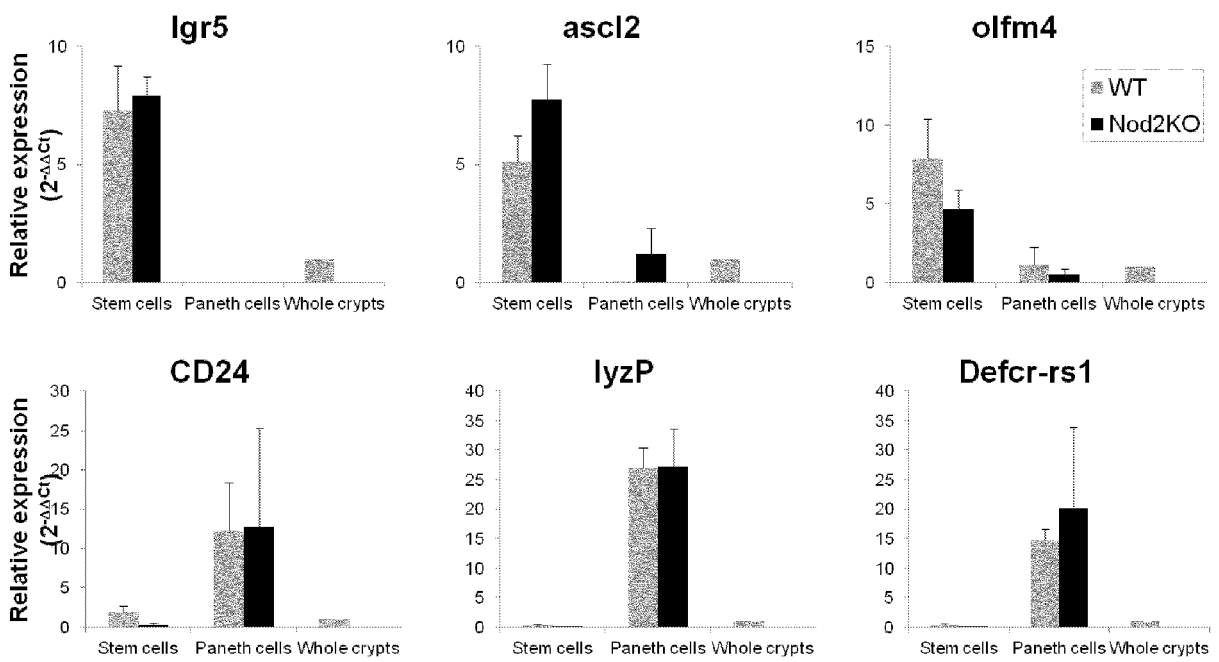 lgr5
ascl2
olfm4
Relative expression
(2-ΔΔCt)
10
5
0
Stem cells Paneth cells Whole crypts
10
5
0
Stem cells Paneth cells Whole crypts
15
10
5
0
Stem cells Paneth cells Whole crypts
WT
Nod2KO
CD24
lyzP
Defcr-rs1
Relative expression
(2-ΔΔCt)
30
25
20
15
10
5
0
Stem cells Paneth cells Whole crypts
40
35
30
25
20
15
10
5
0
Stem cells Paneth cells Whole crypts
40
35
30
25
20
15
10
5
0
Stem cells Paneth cells Whole crypts